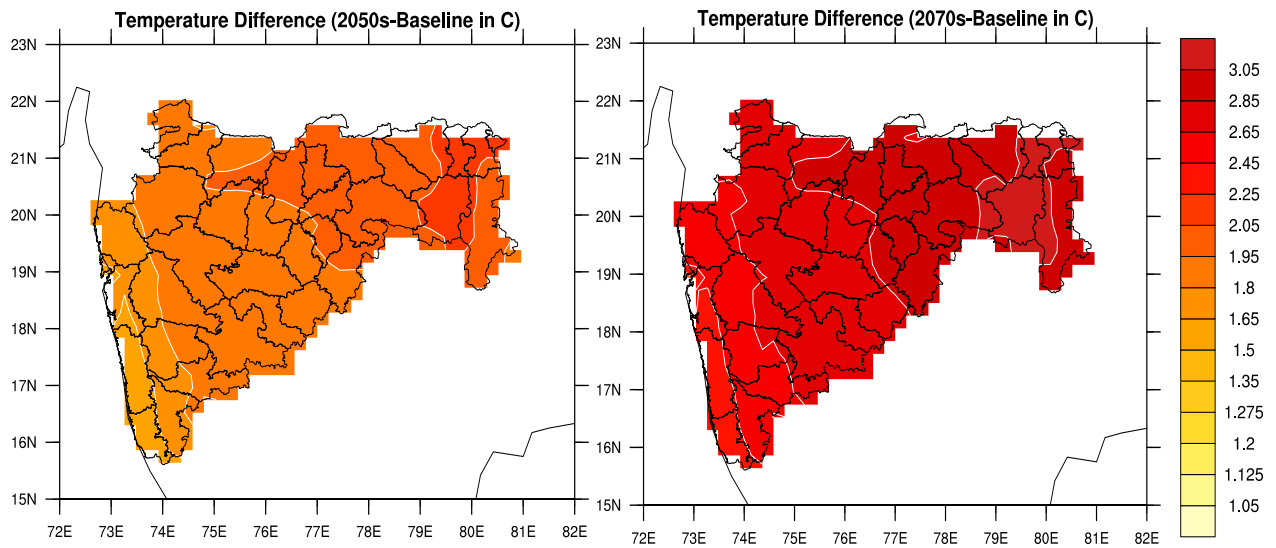 Temperature Difference (2050s-Baseline in C)
23N
22N
21N
20N
19N
18N
17N
16N
15N
72E 73E 74E 75E 76E 77E 78E 79E 80E 81E 82E
Temperature Difference (2070s-Baseline in C)
23N
22N
21N
20N
19N
18N
17N
16N
15N
72E 73E 74E 75E 76E 77E 78E 79E 80E 81E 82E
3.05
2.85
2.65
2.45
2.25
2.05
1.95
1.8
1.65
1.5
1.35
1.275
1.2
1.125
1.05